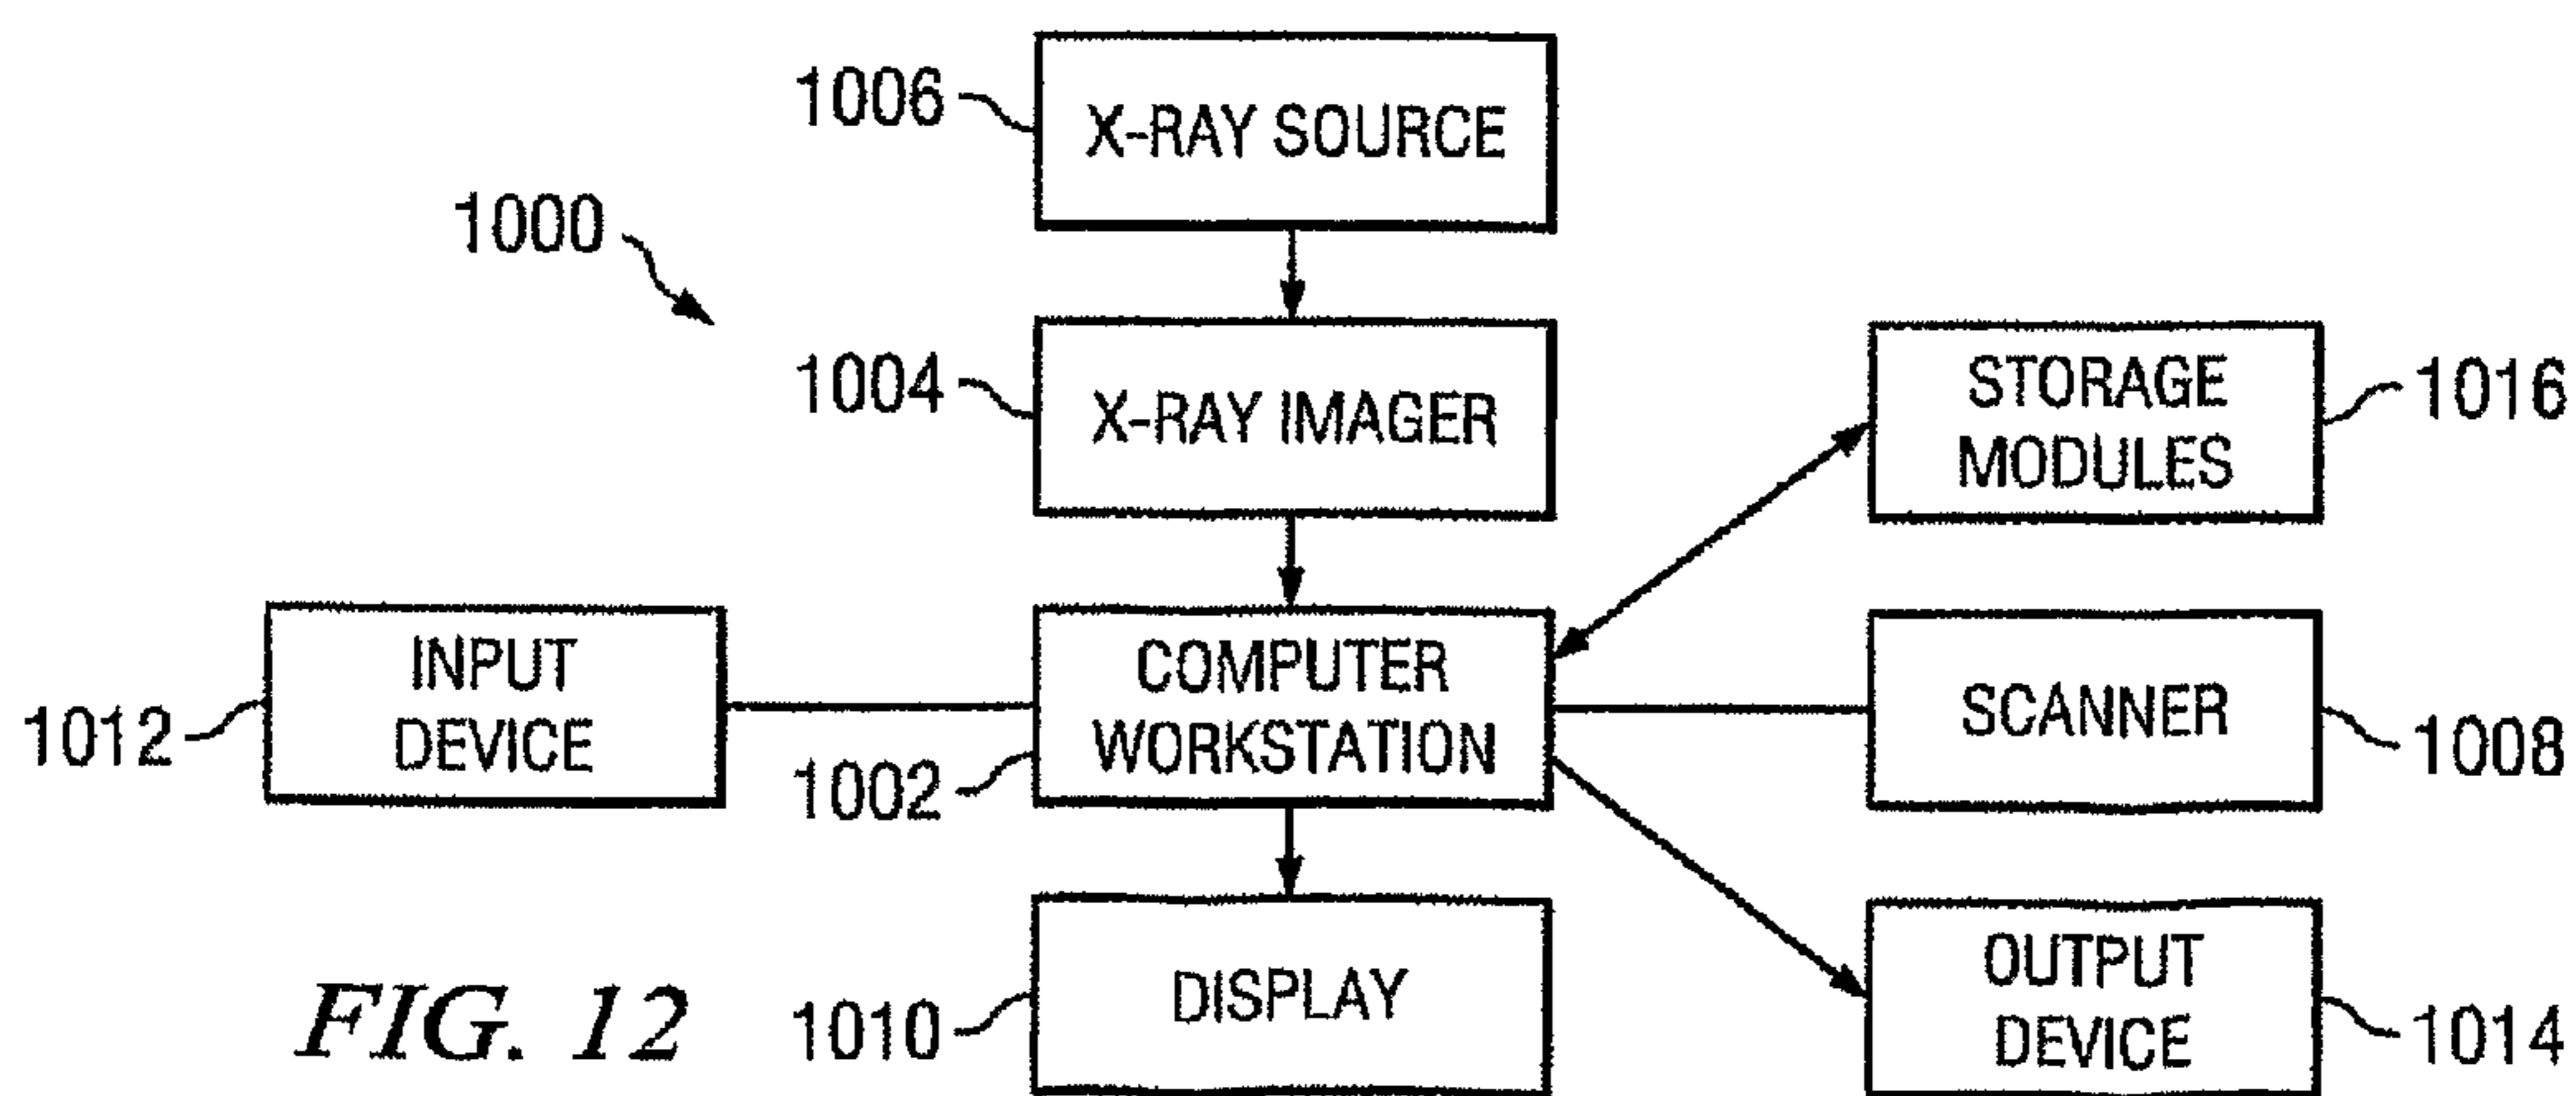 1006
X-RAY SOURCE
1000
1004
X-RAY IMAGER
STORAGE
MODULES
1016
INPUT
DEVICE
1012
COMPUTER
WORKSTATION
1002
SCANNER
1008
DISPLAY
1010
OUTPUT
DEVICE
1014
FIG. 12